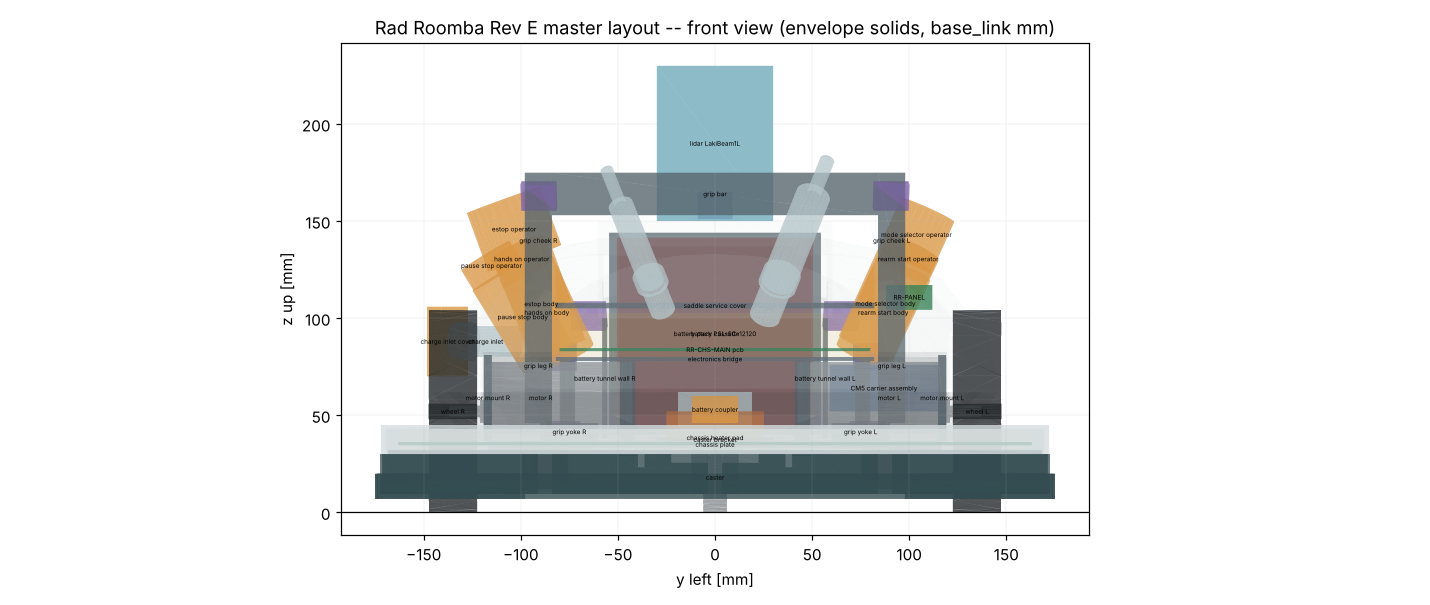 Rad Roomba Rev E master layout -- front view (envelope solids, base_link mm)
lidar LakiBeam1L
grip bar
estop operator
mode selector operator
grip cheek R
grip cheek L
hands on operator
rearm start operator
pause stop operator
RR-PANEL
estop body
saddle service cover
mode selector body
hands on body
rearm start body
pause stop body
charge inlet cover
charge inlet
RR-CHS-MAIN pcb
electronics bridge
grip leg R
grip leg L
battery tunnel wall R
battery tunnel wall L
CM5 carrier assembly
motor mount R
motor R
motor L
motor mount L
wheel R
battery coupler
wheel L
grip yoke R
grip yoke L
chassis heater pad
chassis plate
caster
z up [mm]
200
150
100
50
0
−150
−100
−50
0
50
100
150
y left [mm]